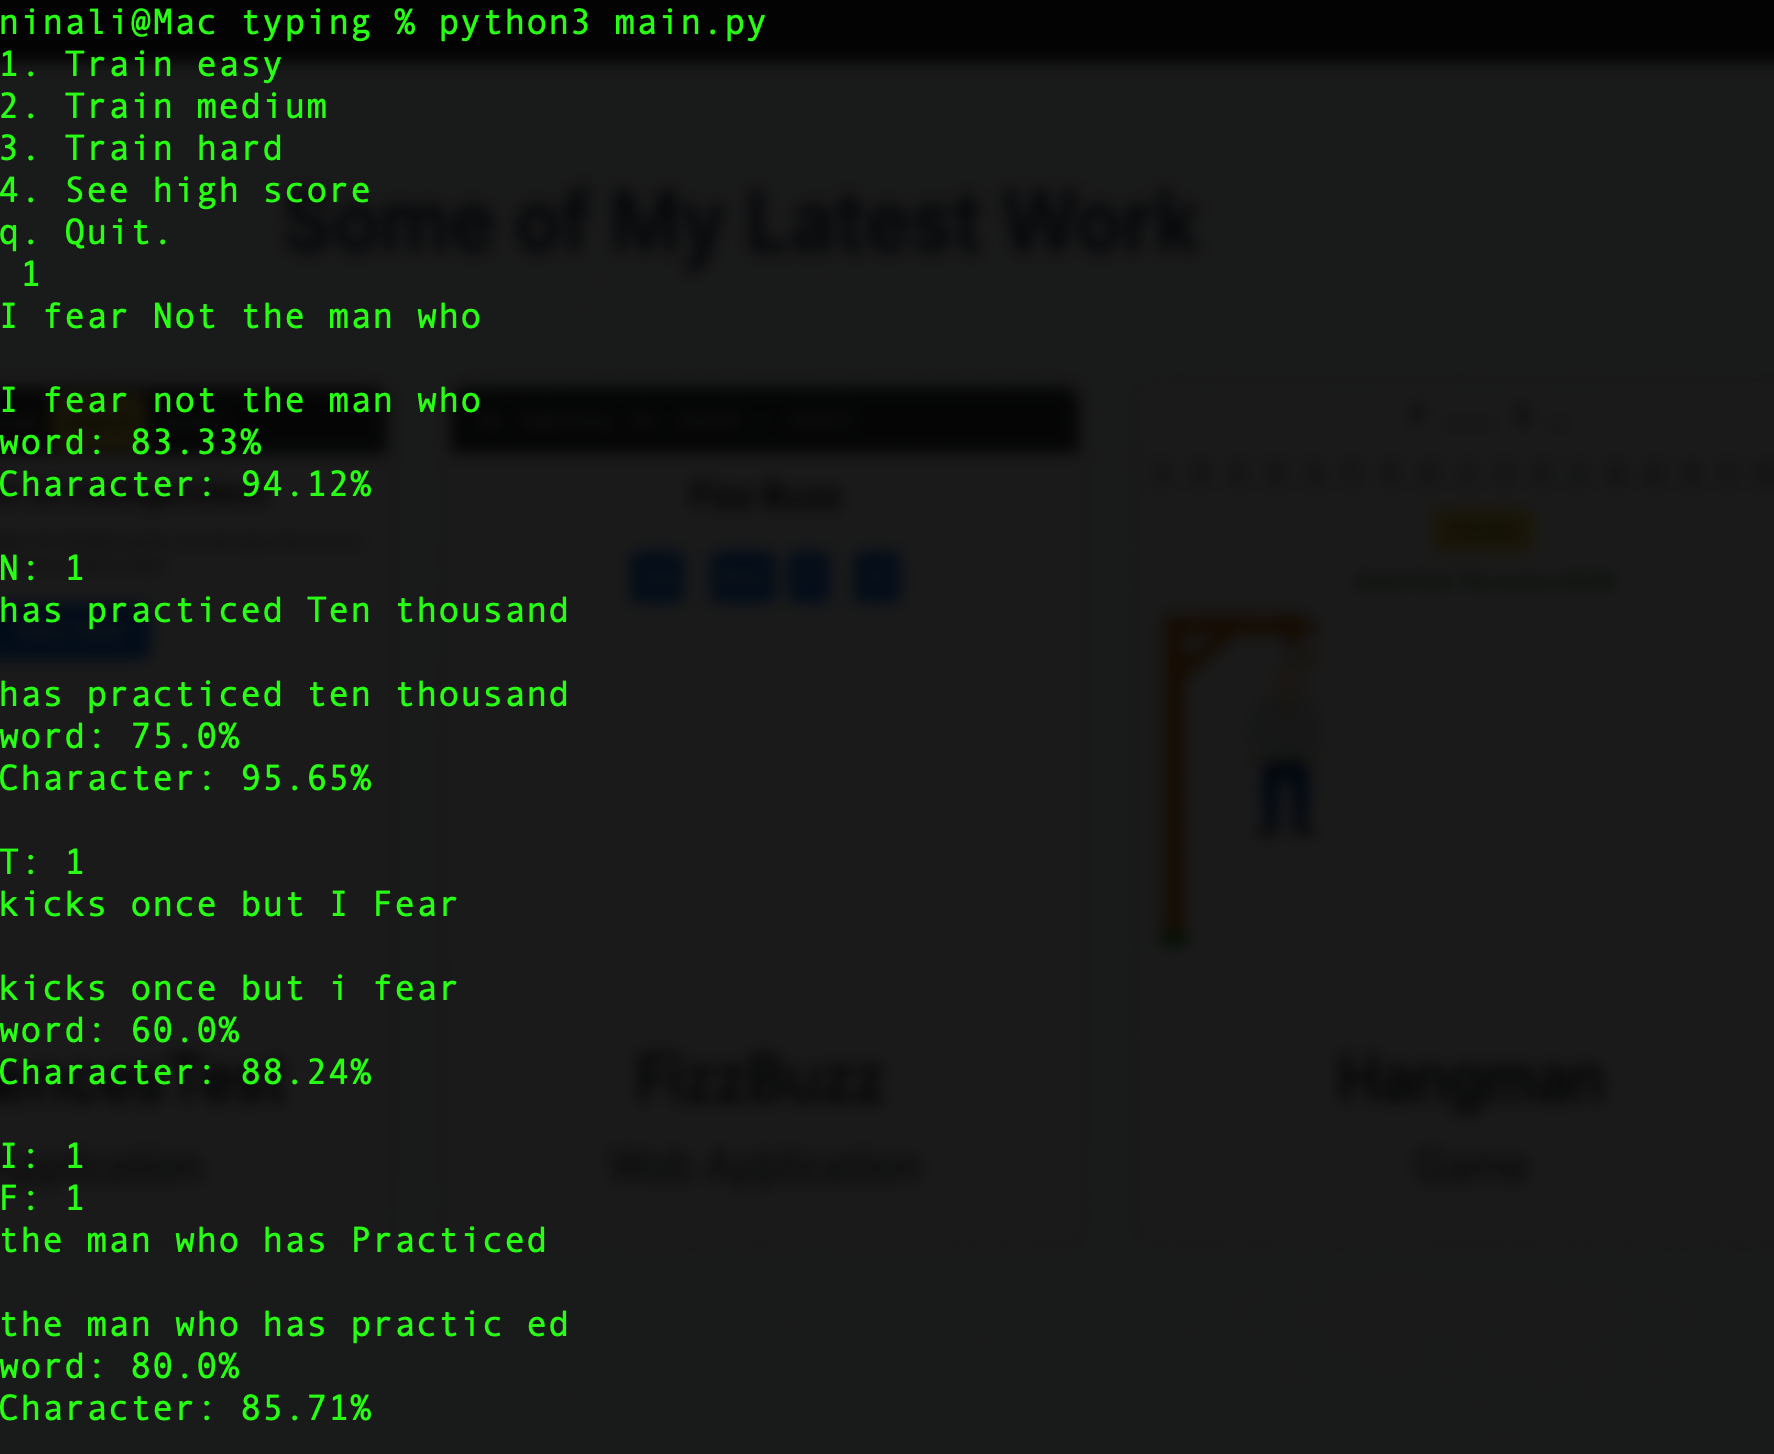 ninali@Mac typing % python3 main.py
1. Train easy
2. Train medium
3. Train hard
4. See high score
q. Quit.
1
Some of My Latest Work
I fear Not the man who
I fear not the man who
word: 83.33%
Character: 94.12%
Fizz Buzz
N: 1
has practiced Ten thousand
has practiced ten thousand
word: 75.0%
Character: 95.65%
T: 1
kicks once but I Fear
kicks once but i fear
word: 60.0%
Character: 88.24%
FizzBuzz
Hangman
I: 1
Web Application
Game
F: 1
the man who has Practiced
the man who has practic ed
word: 80.0%
Character: 85.71%